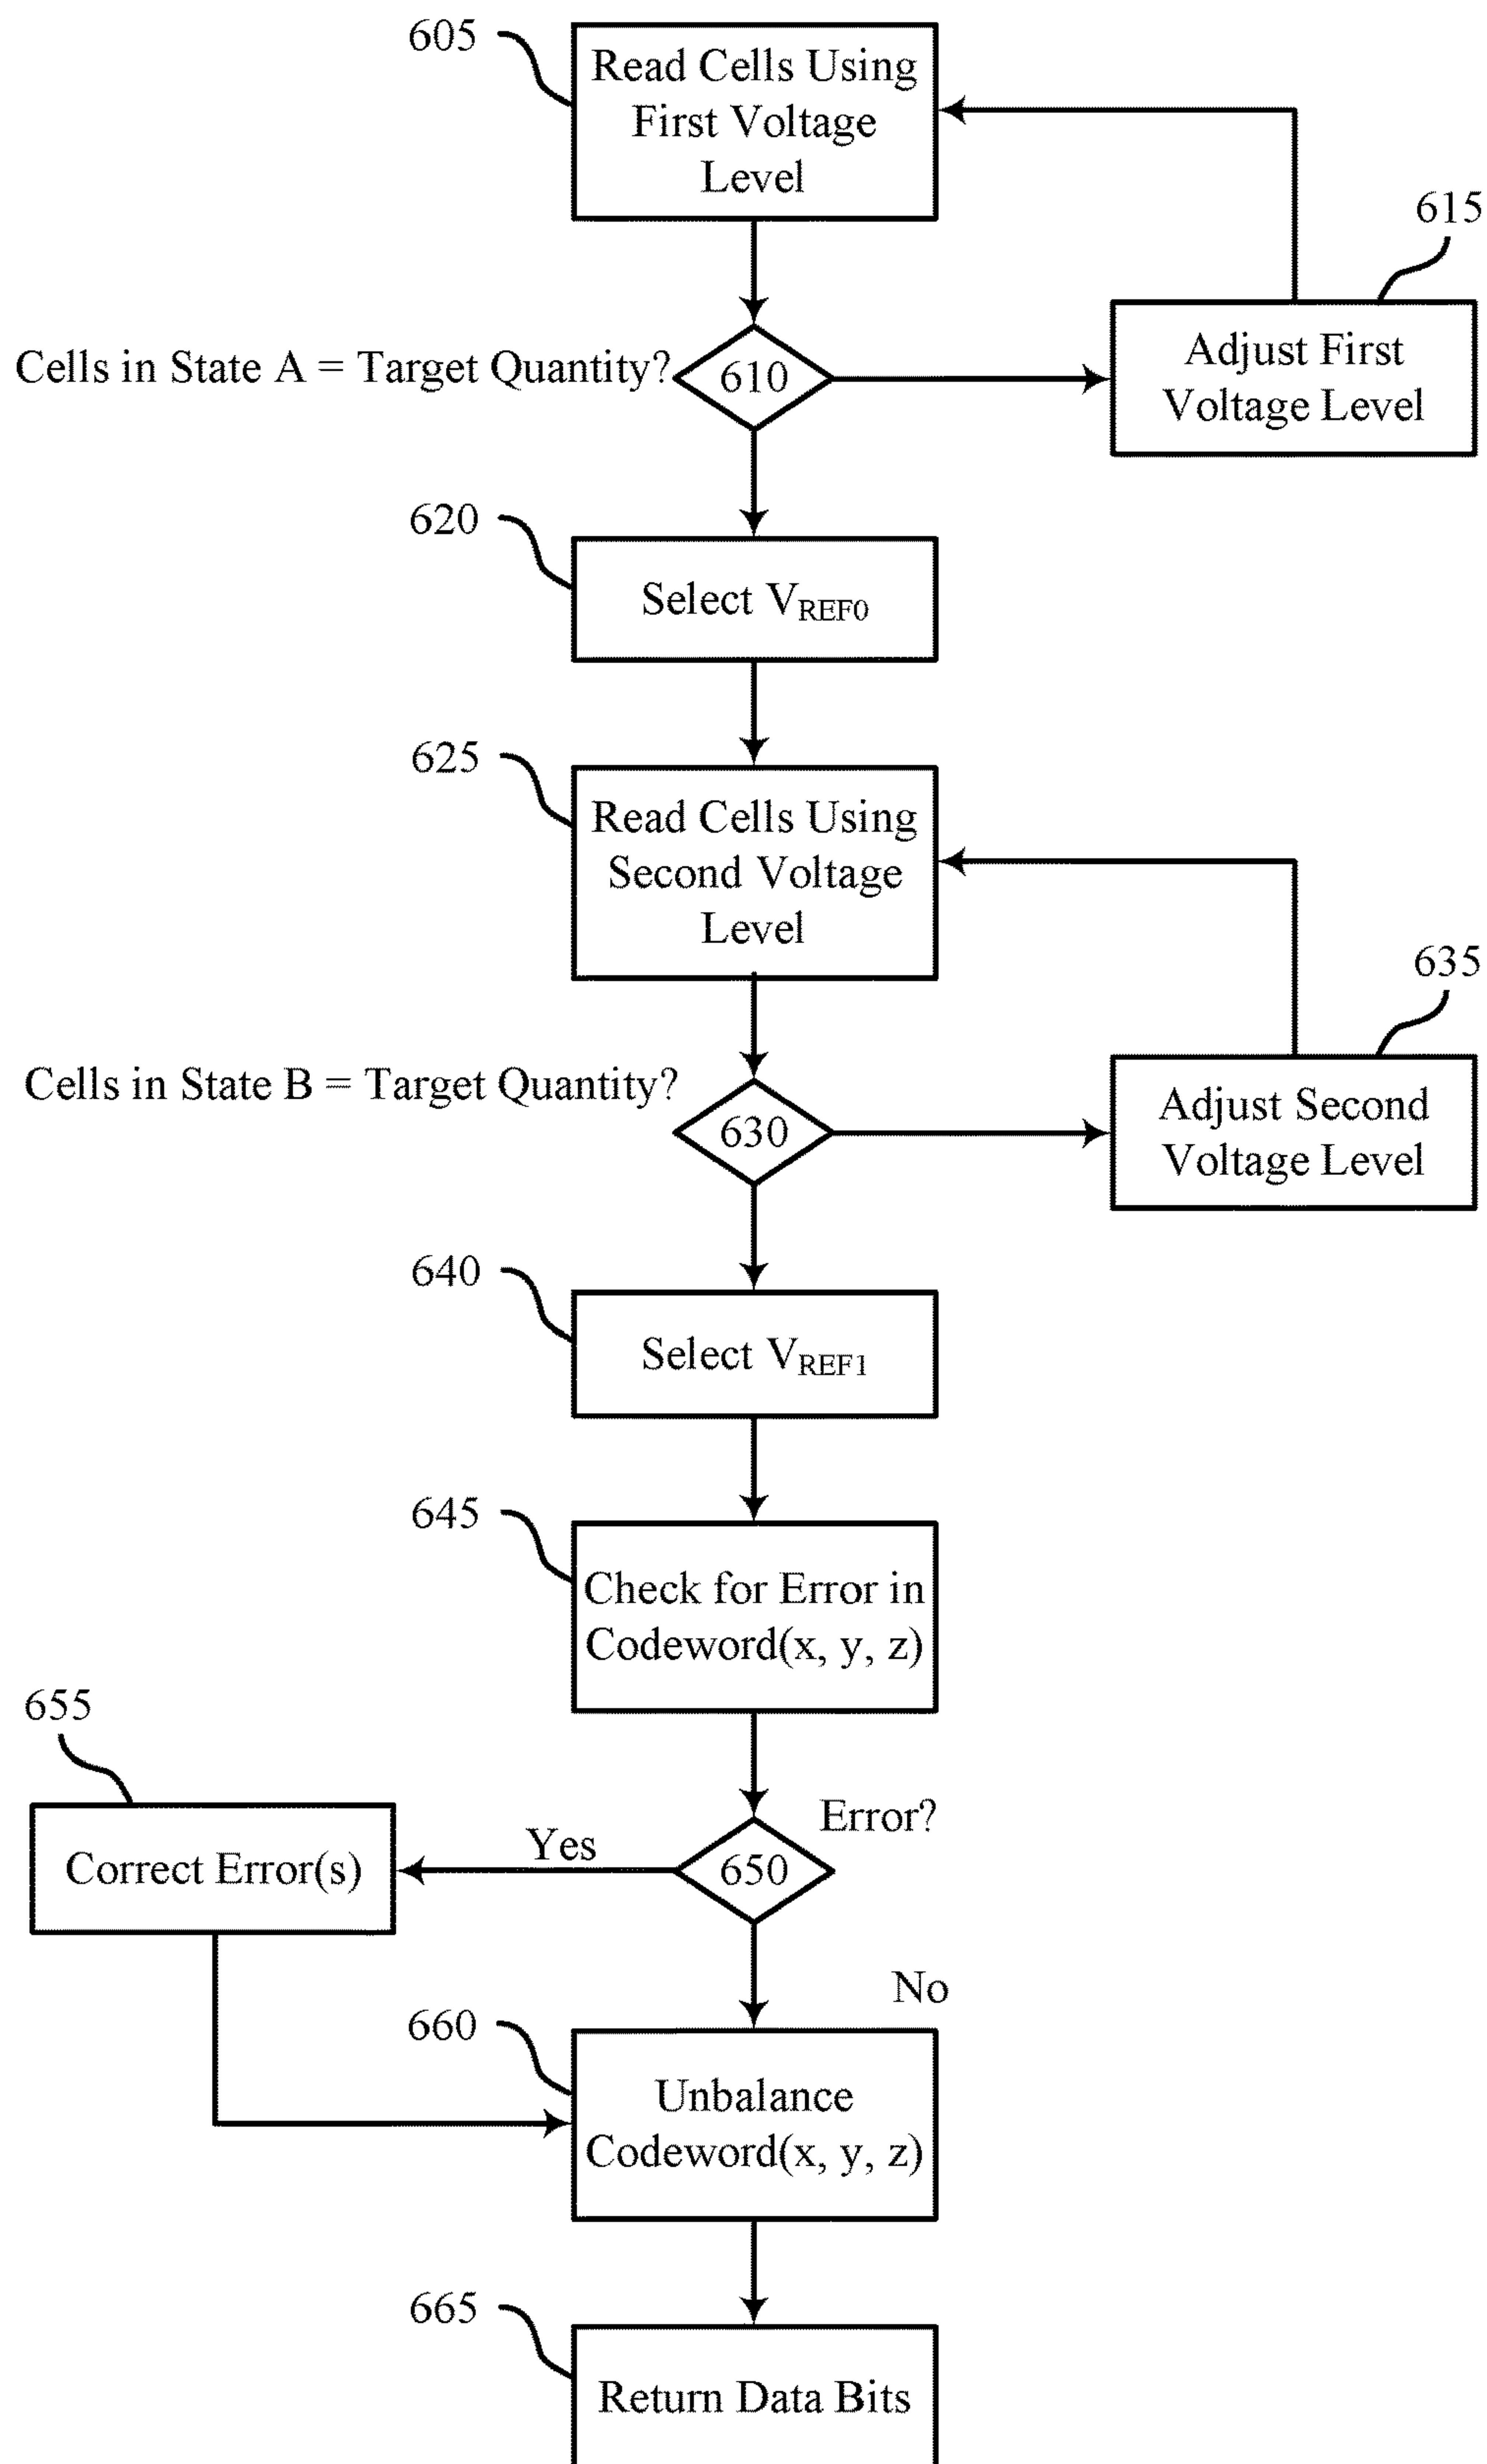 605
Read Cells Using
First Voltage
Level
615
Cells in State A = Target Quantity?
610
Adjust First
Voltage Level
620
Select VREF0
625
Read Cells Using
Second Voltage
Level
635
Cells in State B = Target Quantity?
630
Adjust Second
Voltage Level
640
Select VREF1
645
Check for Error in
Codeword(x, y, z)
655
Error?
Yes
650
Correct Error(s)
No
660
Unbalance
Codeword(x, y, z)
665
Return Data Bits